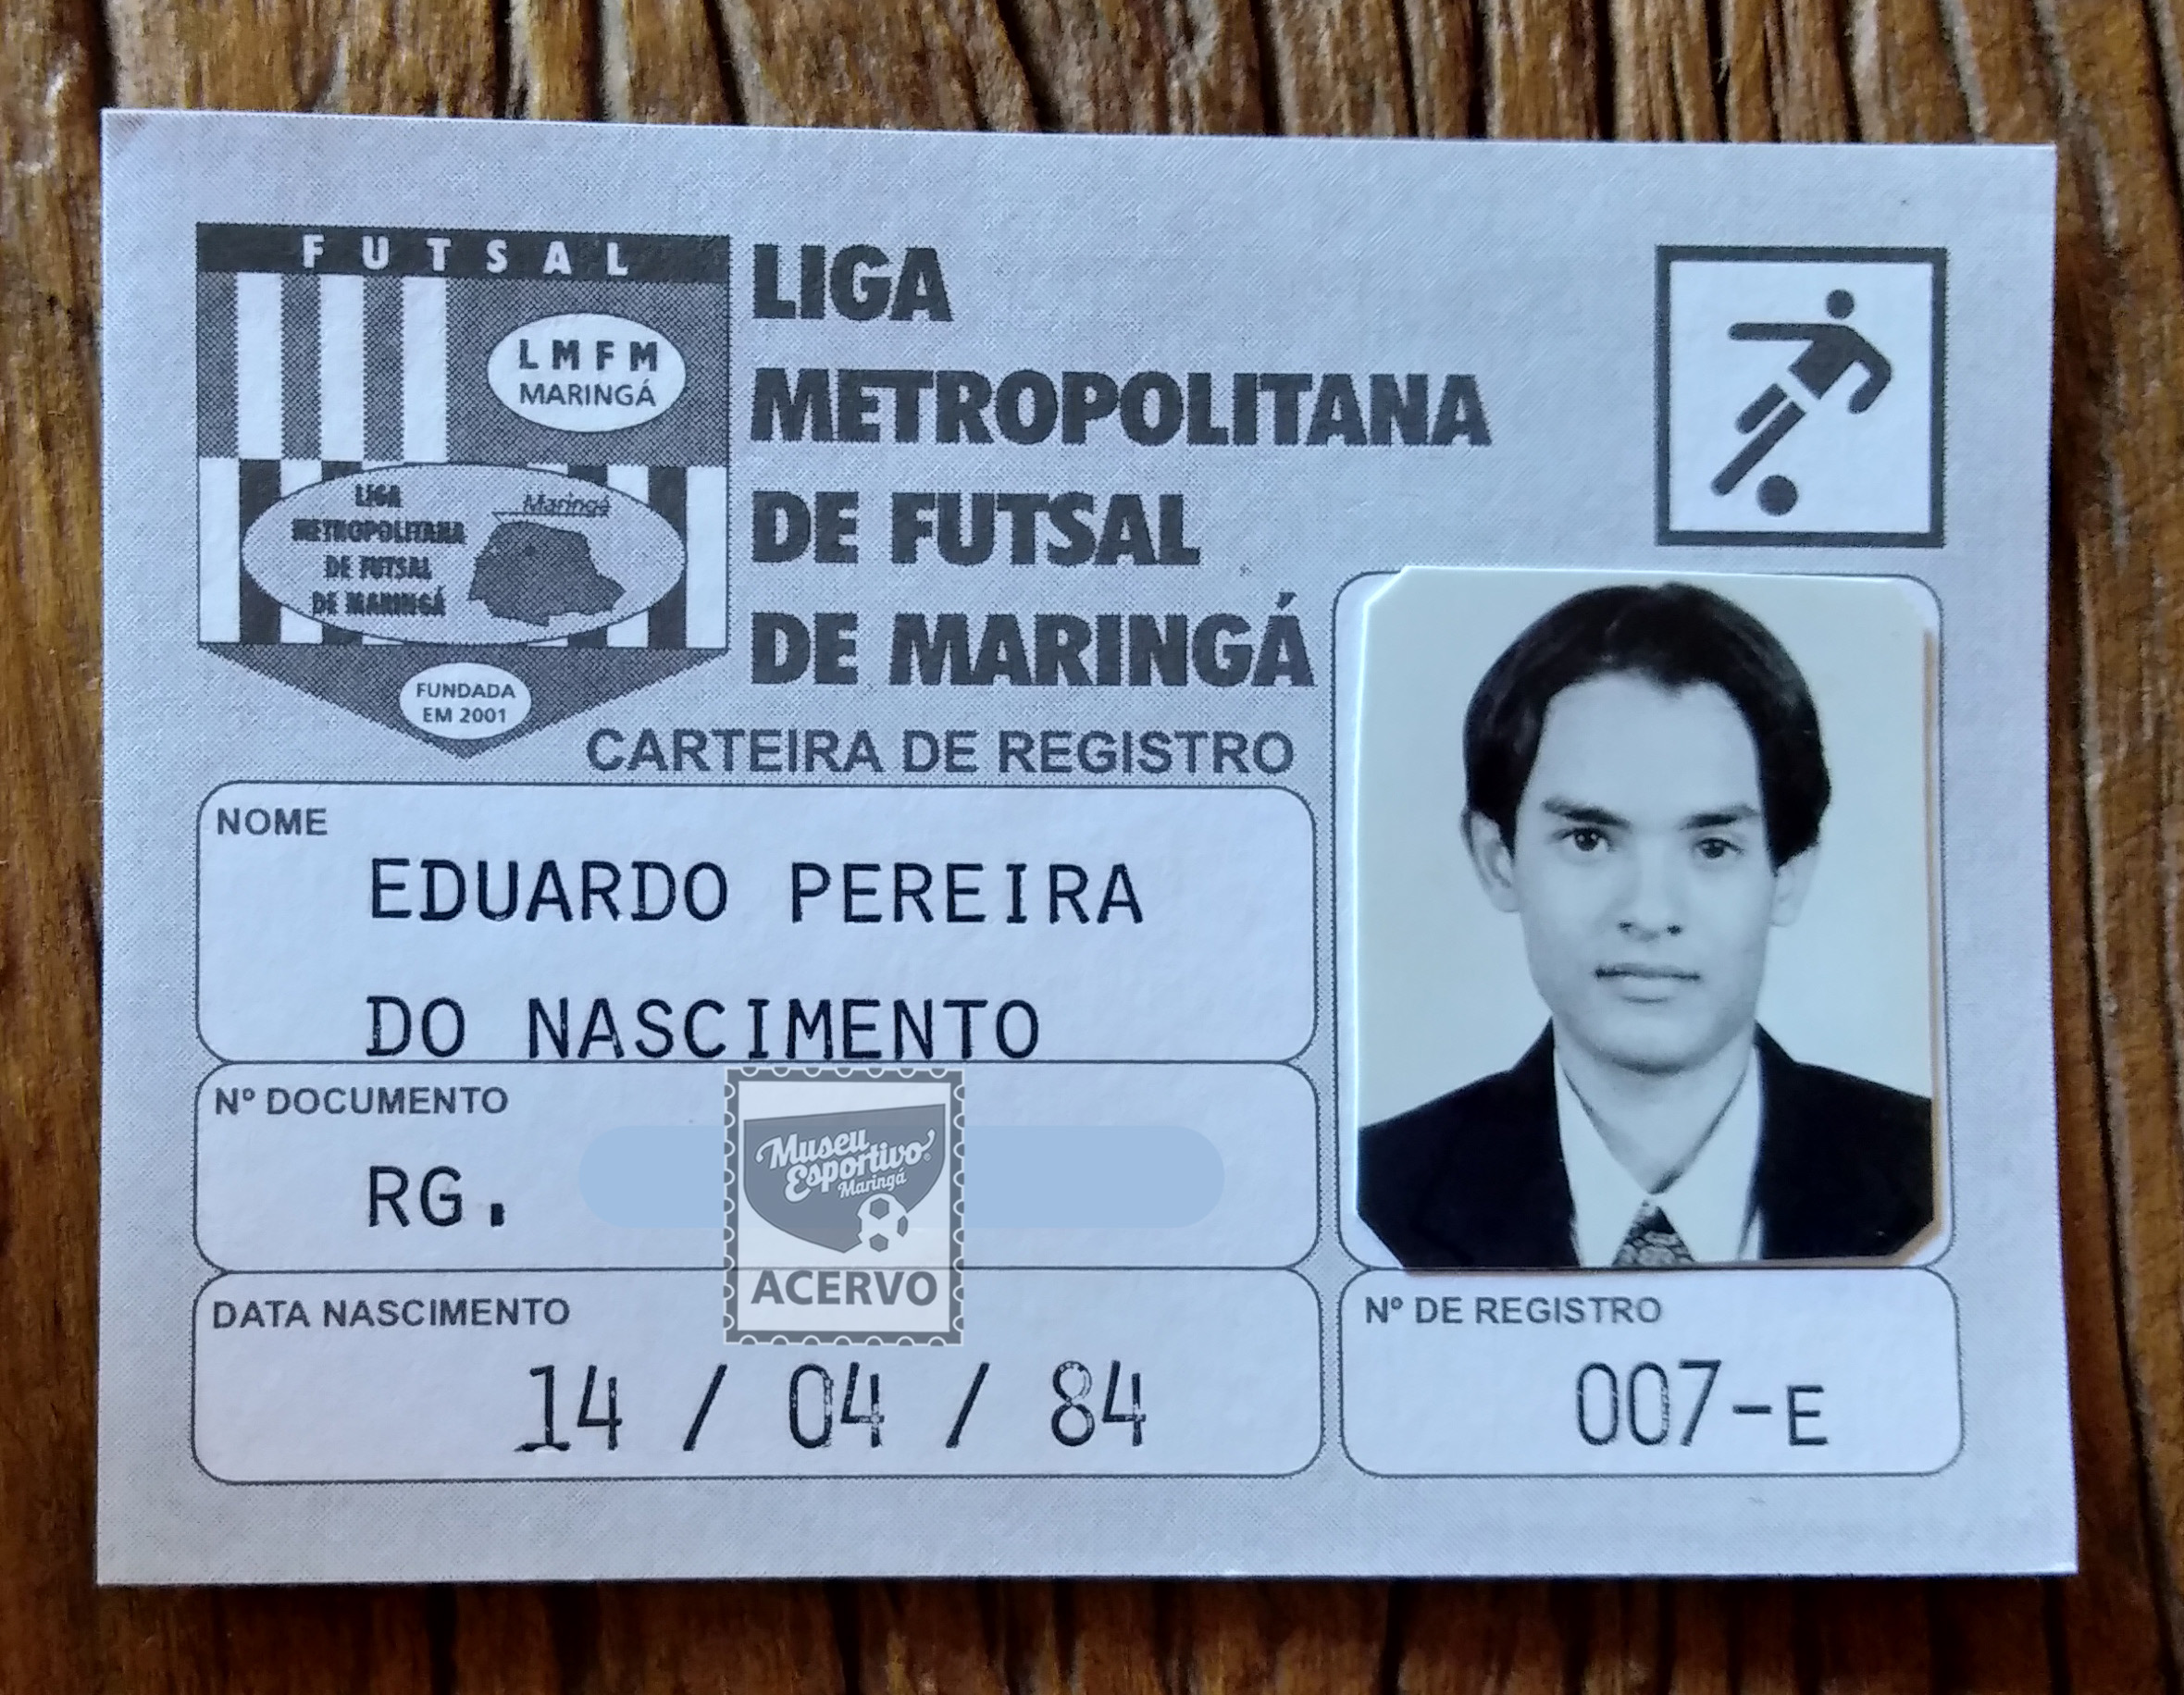 FUTSAL
LMFM
MARINGÁ
LIGA
METROPOLITANA
DE FUTSAL
DE MARINGÁ
Maringá
FUNDADA
EM 2001
LIGA
METROPOLITANA
DE FUTSAL
DE MARINGÁ
CARTEIRA DE REGISTRO
NOME
EDUARDO PEREIRA
DO NASCIMENTO
Nº DOCUMENTO
RG.
Museu
Esportivo
Maringá
ACERVO
DATA NASCIMENTO
14 / 04 / 84
Nº DE REGISTRO
007-E